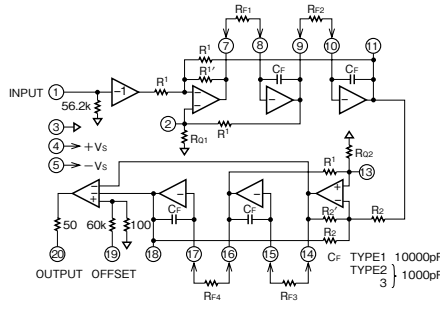 RF1 RF2
7 8 9 10 11
R1 CF CF
INPUT 1 −1 R1 R1′
56.2k
2 R1
3 RQ1
4 +VS RQ2
5 −VS R1 13
− − + + −
CF CF R2′ R2
50 60k 100 R2
20 19 18 17 16 15 14
OUTPUT OFFSET
RF4 RF3
CF TYPE1 10000pF
TYPE2
3 } 1000pF